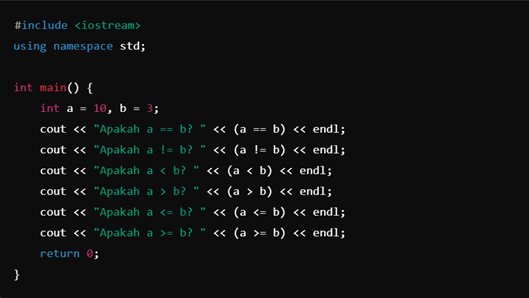 #include <iostream>
using namespace std;
int main() {
int a = 10, b = 3;
cout << "Apakah a == b? " << (a == b) << endl;
cout << "Apakah a != b? " << (a != b) << endl;
cout << "Apakah a < b? " << (a < b) << endl;
cout << "Apakah a > b? " << (a > b) << endl;
cout << "Apakah a <= b? " << (a <= b) << endl;
cout << "Apakah a >= b? " << (a >= b) << endl;
return 0;
}